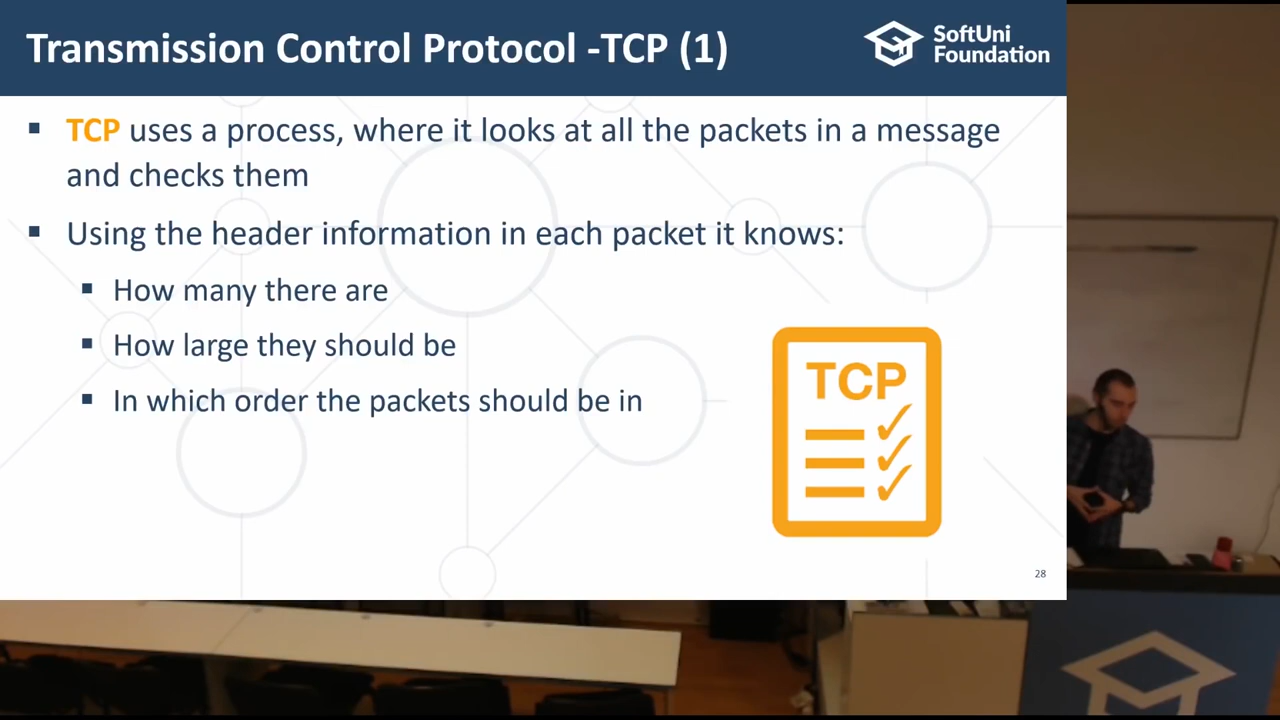 Transmission Control Protocol -TCP (1)
SoftUni
Foundation
TCP uses a process, where it looks at all the packets in a message
and checks them
Using the header information in each packet it knows:
How many there are
How large they should be
In which order the packets should be in
TCP
28